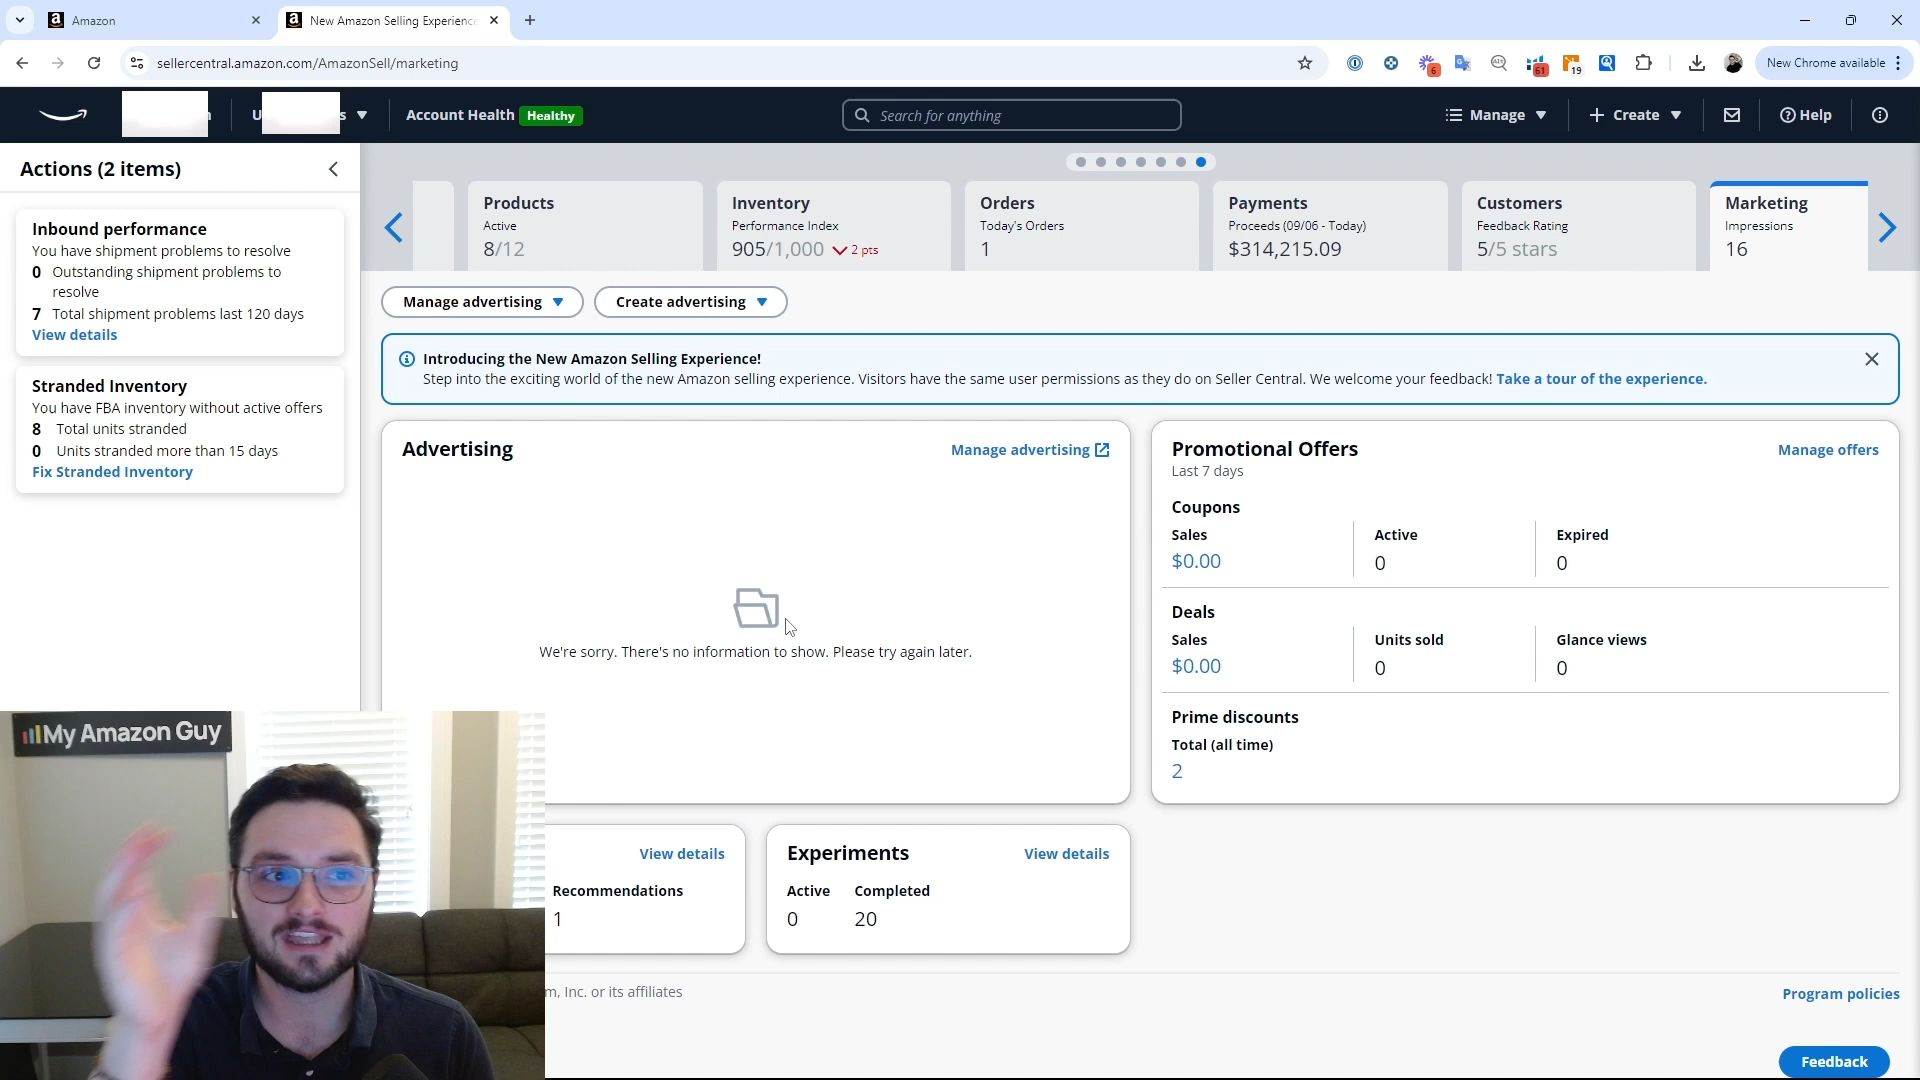 Amazon
New Amazon Selling Experience
sellercentral.amazon.com/AmazonSell/marketing
6
61
19
New Chrome available
Account Health Healthy
Search for anything
Manage
Create
Help
Actions (2 items)
Inbound performance
You have shipment problems to resolve
0 Outstanding shipment problems to
resolve
7 Total shipment problems last 120 days
View details
Stranded Inventory
You have FBA inventory without active offers
8 Total units stranded
0 Units stranded more than 15 days
Fix Stranded Inventory
Products
Active
8/12
Inventory
Performance Index
905/1,000 2 pts
Orders
Today's Orders
1
Payments
Proceeds (09/06 - Today)
$314,215.09
Customers
Feedback Rating
5/5 stars
Marketing
Impressions
16
Manage advertising
Create advertising
Introducing the New Amazon Selling Experience!
Step into the exciting world of the new Amazon selling experience. Visitors have the same user permissions as they do on Seller Central. We welcome your feedback! Take a tour of the experience.
Advertising
Manage advertising
We're sorry. There's no information to show. Please try again later.
Promotional Offers
Manage offers
Last 7 days
Coupons
Sales Active Expired
$0.00 0 0
Deals
Sales Units sold Glance views
$0.00 0 0
Prime discounts
Total (all time)
2
My Amazon Guy
View details
Recommendations
1
Experiments
View details
Active Completed
0 20
m, Inc. or its affiliates
Program policies
Feedback